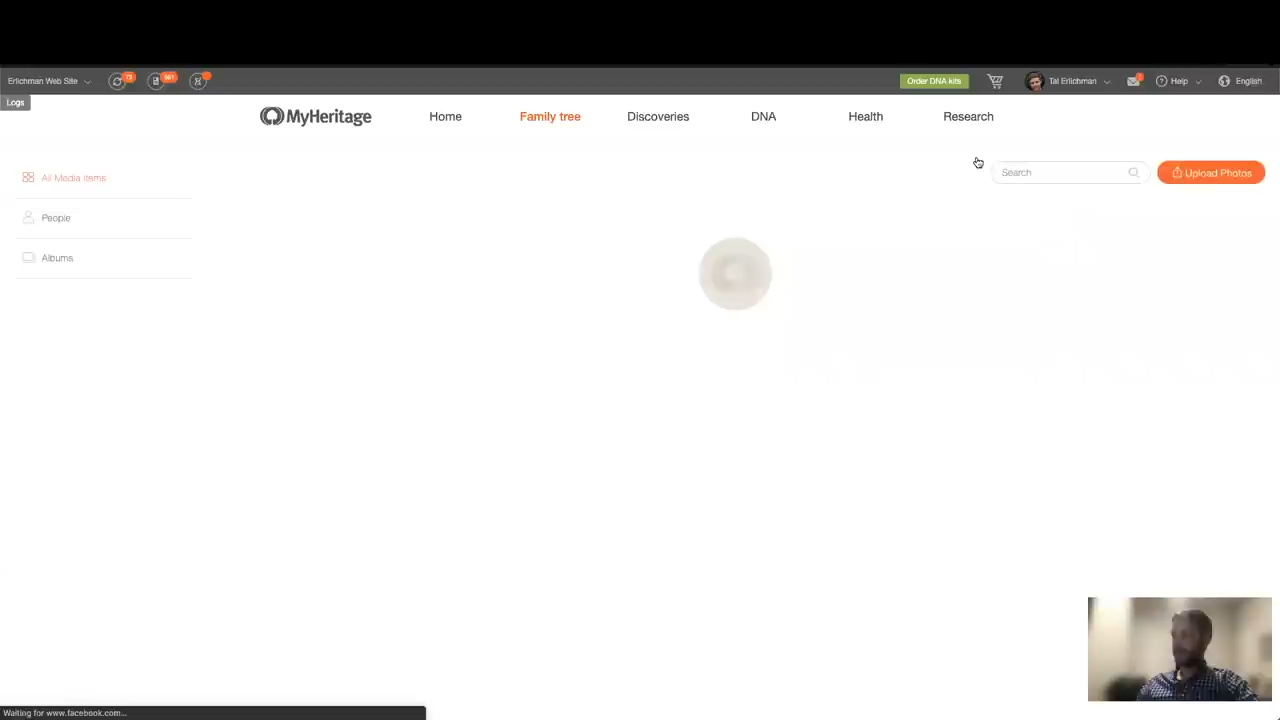 Erlichman Web Site
73
Order DNA kits
Tal Erlichman
Help
English
Logs
MyHeritage
Home
Family tree
Discoveries
DNA
Health
Research
All Media Items
Search
Upload Photos
People
Albums
Waiting for www.facebook.com...